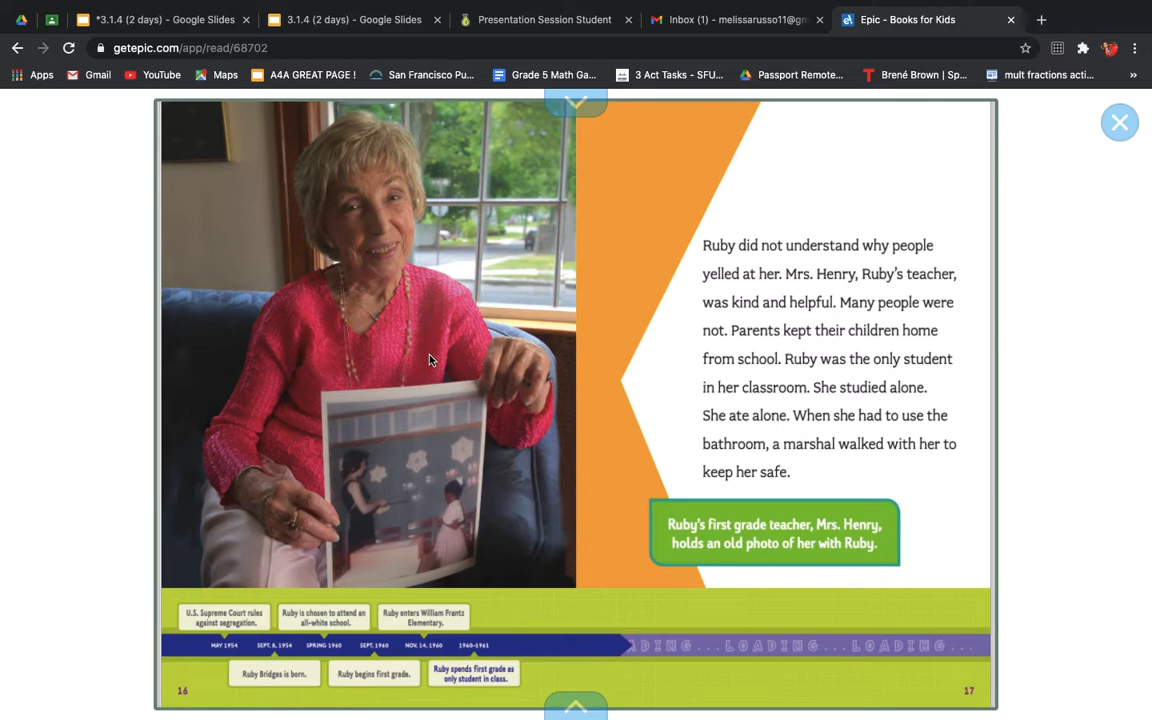 *3.1.4 (2 days) - Google Slides
3.1.4 (2 days) - Google Slides
Presentation Session Student
Inbox (1) - melissarusso11@gm
Epic - Books for Kids
getepic.com/app/read/68702
Apps
Gmail
YouTube
Maps
A4A GREAT PAGE !
San Francisco Pu...
Grade 5 Math Ga...
3 Act Tasks - SFU...
Passport Remote...
Brené Brown | Sp...
mult fractions acti...
Ruby did not understand why people
yelled at her. Mrs. Henry, Ruby's teacher,
was kind and helpful. Many people were
not. Parents kept their children home
from school. Ruby was the only student
in her classroom. She studied alone.
She ate alone. When she had to use the
bathroom, a marshal walked with her to
keep her safe.
Ruby's first grade teacher, Mrs. Henry,
holds an old photo of her with Ruby.
U.S. Supreme Court rules
against segregation.
Ruby is chosen to attend an
all-white school.
Ruby enters William Frantz
Elementary.
MAY 1954
SEPT. 8, 1954
SPRING 1960
SEPT. 1960
NOV. 14, 1960
1960-1961
ADING...LOADING...LOADING...
Ruby Bridges is born.
Ruby begins first grade.
Ruby spends first grade as
only student in class.
16
17